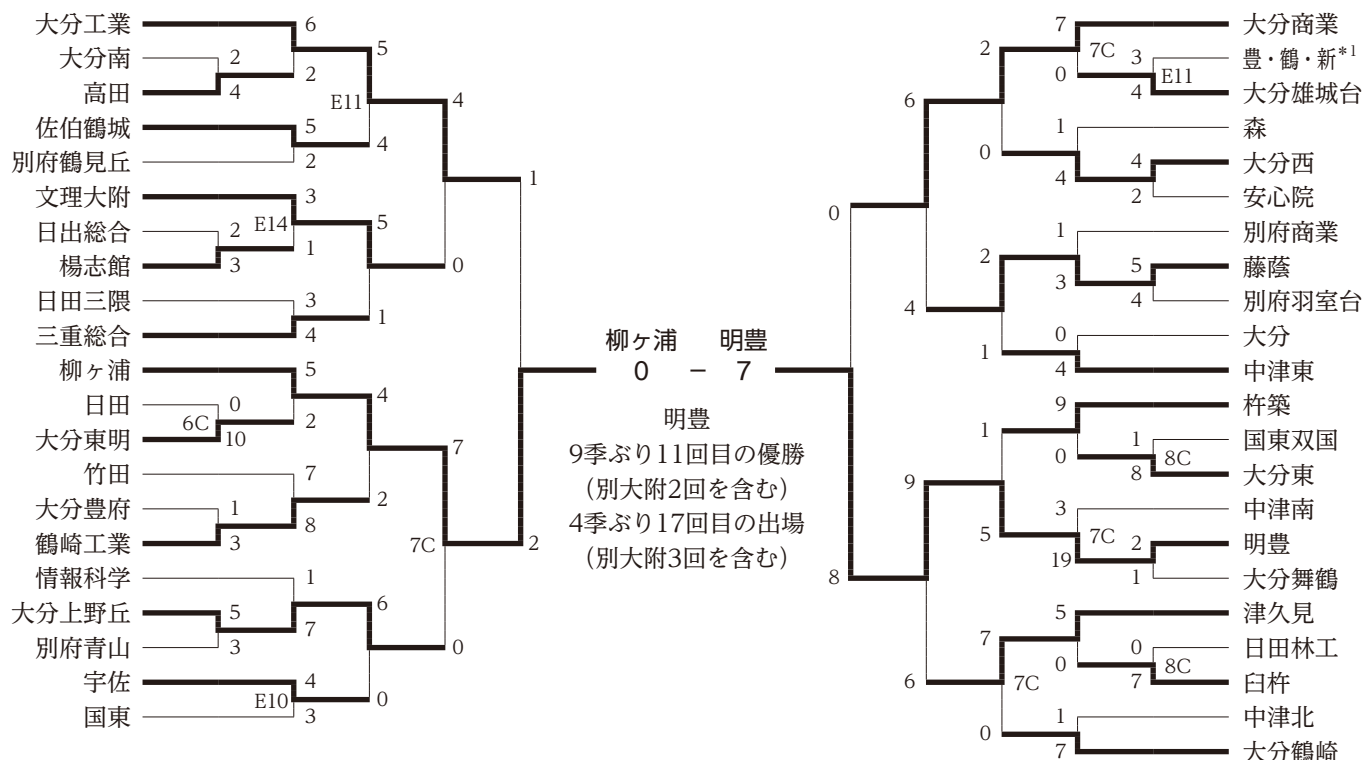 大分工業
大分南
高田
佐伯鶴城
別府鶴見丘
文理大附
日出総合
楊志館
日田三隈
三重総合
柳ヶ浦
日田
大分東明
竹田
大分豊府
鶴崎工業
情報科学
大分上野丘
別府青山
宇佐
国東
6
2
4
2
5
2
3
E14
2
3
1
3
4
5
0
6C
10
2
7
1
3
8
1
5
3
7
4
E10
3
5
E11
4
5
1
4
2
6
0
4
0
7
7C
0
1
2
柳ヶ浦 明豊
0 − 7
明豊
9季ぶり11回目の優勝
(別大附2回を含む)
4季ぶり17回目の出場
(別大附3回を含む)
0
8
6
4
9
6
2
0
2
1
1
5
7
7C
0
7
7C
0
3
E11
4
1
4
4
2
1
3
5
4
0
4
9
0
1
8C
8
3
7C
19
2
1
5
0
0
8C
7
1
7
大分商業
豊・鶴・新*1
大分雄城台
森
大分西
安心院
別府商業
藤蔭
別府羽室台
大分
中津東
杵築
国東双国
大分東
中津南
明豊
大分舞鶴
津久見
日田林工
臼杵
中津北
大分鶴崎